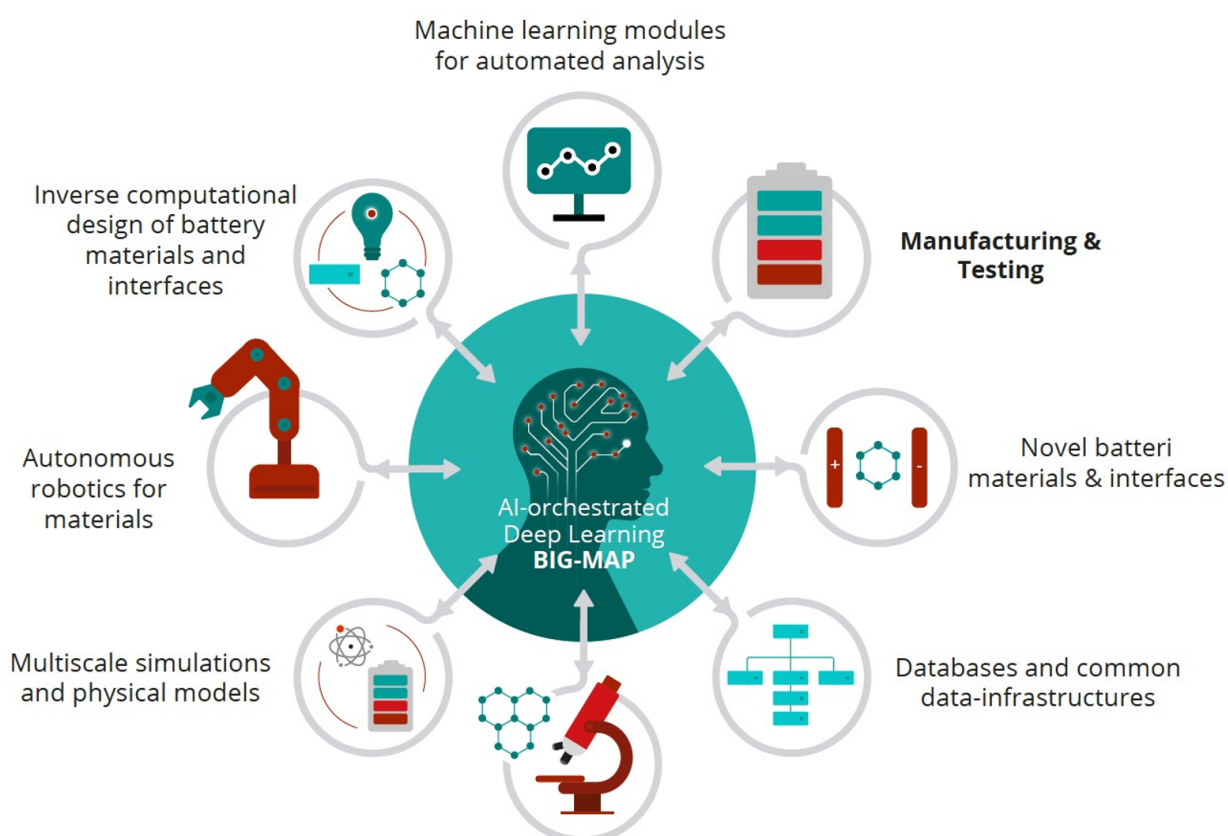 Machine learning modules
for automated analysis
Inverse computational
design of battery
materials and
interfaces
Manufacturing &
Testing
Autonomous
robotics for
materials
AI-orchestrated
Deep Learning
BIG-MAP
+
-
Novel batteri
materials & interfaces
Multiscale simulations
and physical models
Databases and common
data-infrastructures